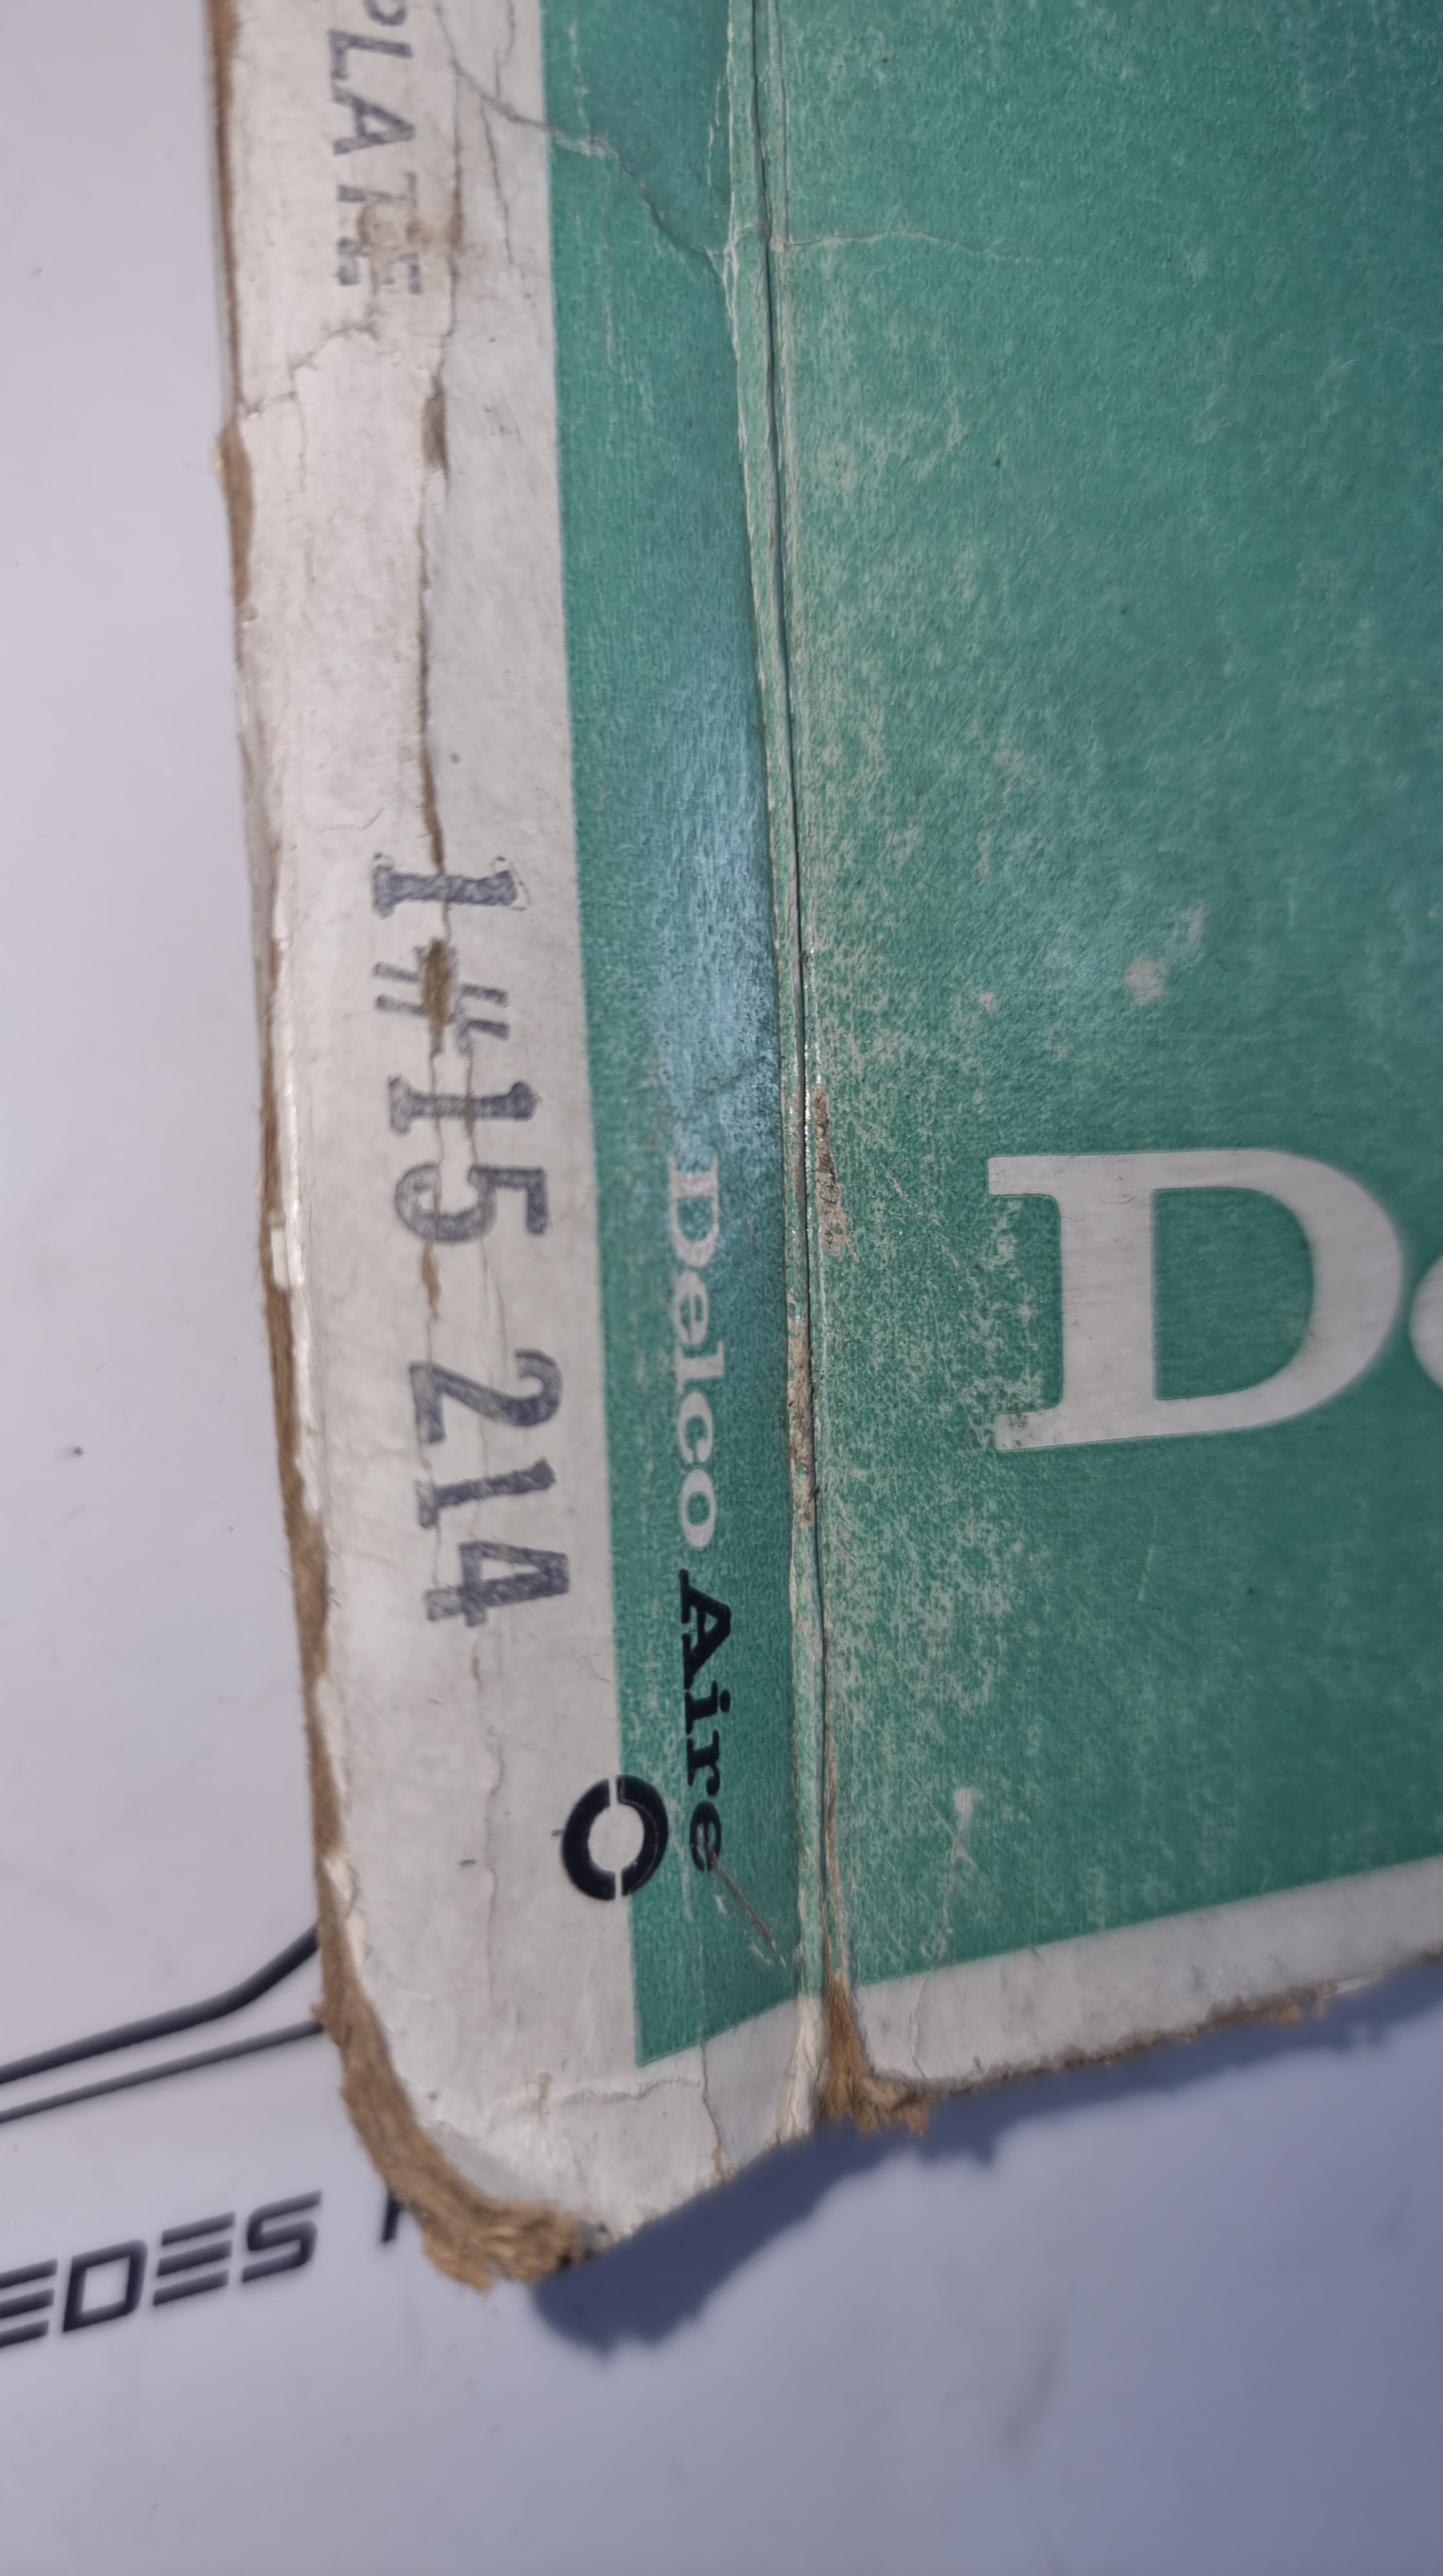 PLATE 1#15 214
Delco Aire
D
EDES